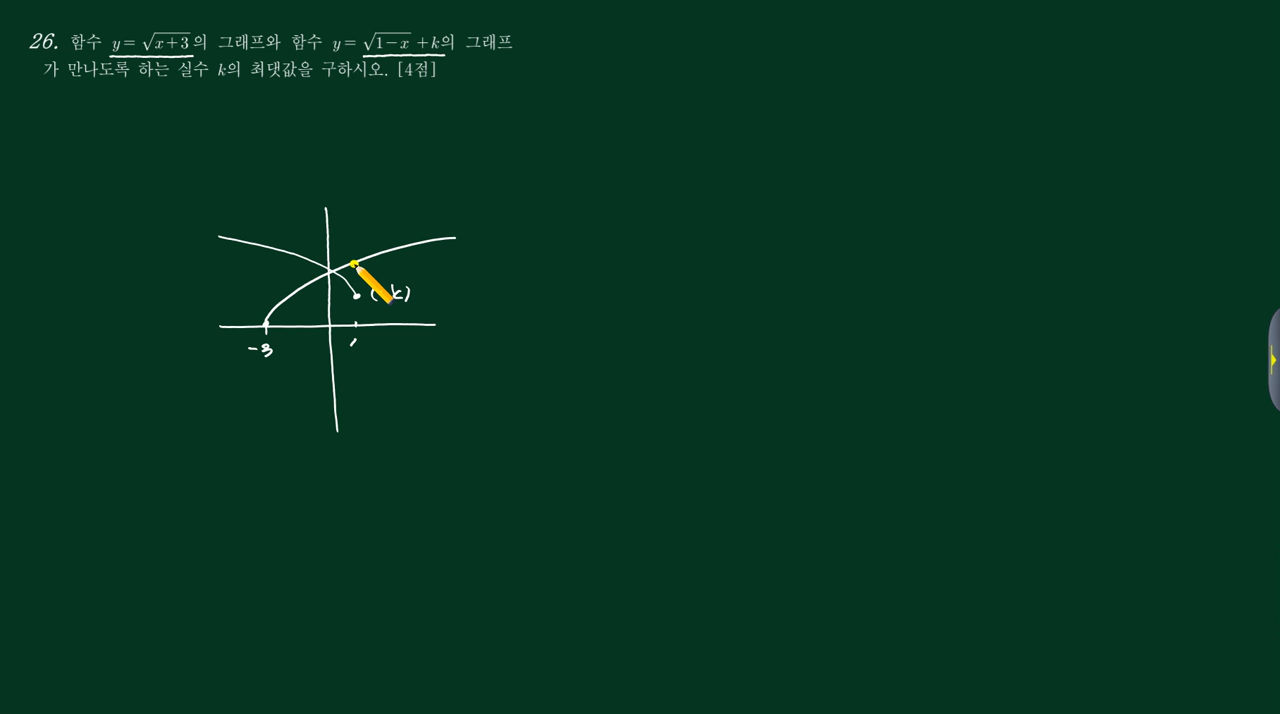 26. 함수 y=√(x+3)의 그래프와 함수 y=√(1-x)+k의 그래프
가 만나도록 하는 실수 k의 최댓값을 구하시오. [4점]
( k)
-3